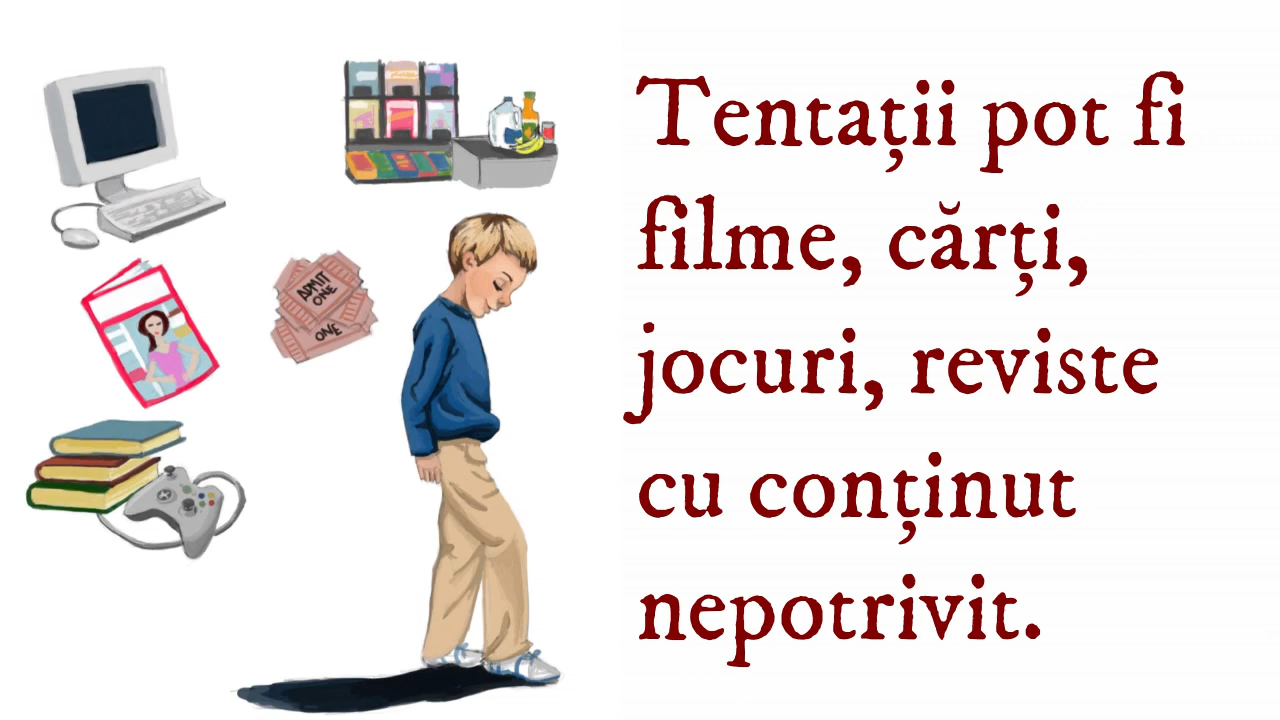 ADMIT
ONE
ONE
Tentații pot fi
filme, cărți,
jocuri, reviste
cu conținut
nepotrivit.